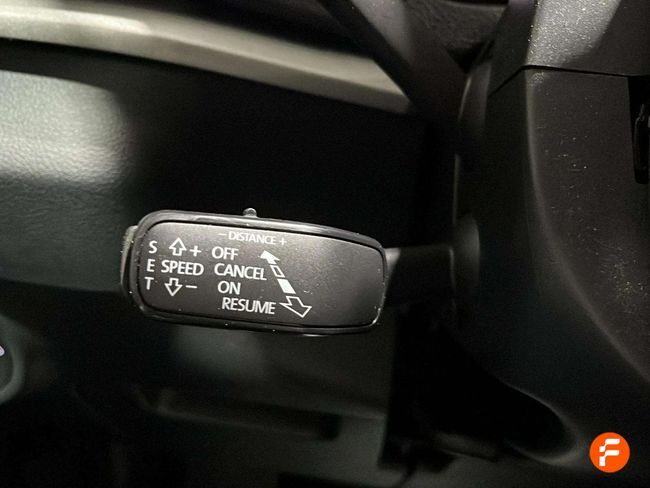 - DISTANCE +
S + OFF
E SPEED CANCEL
T - ON
RESUME